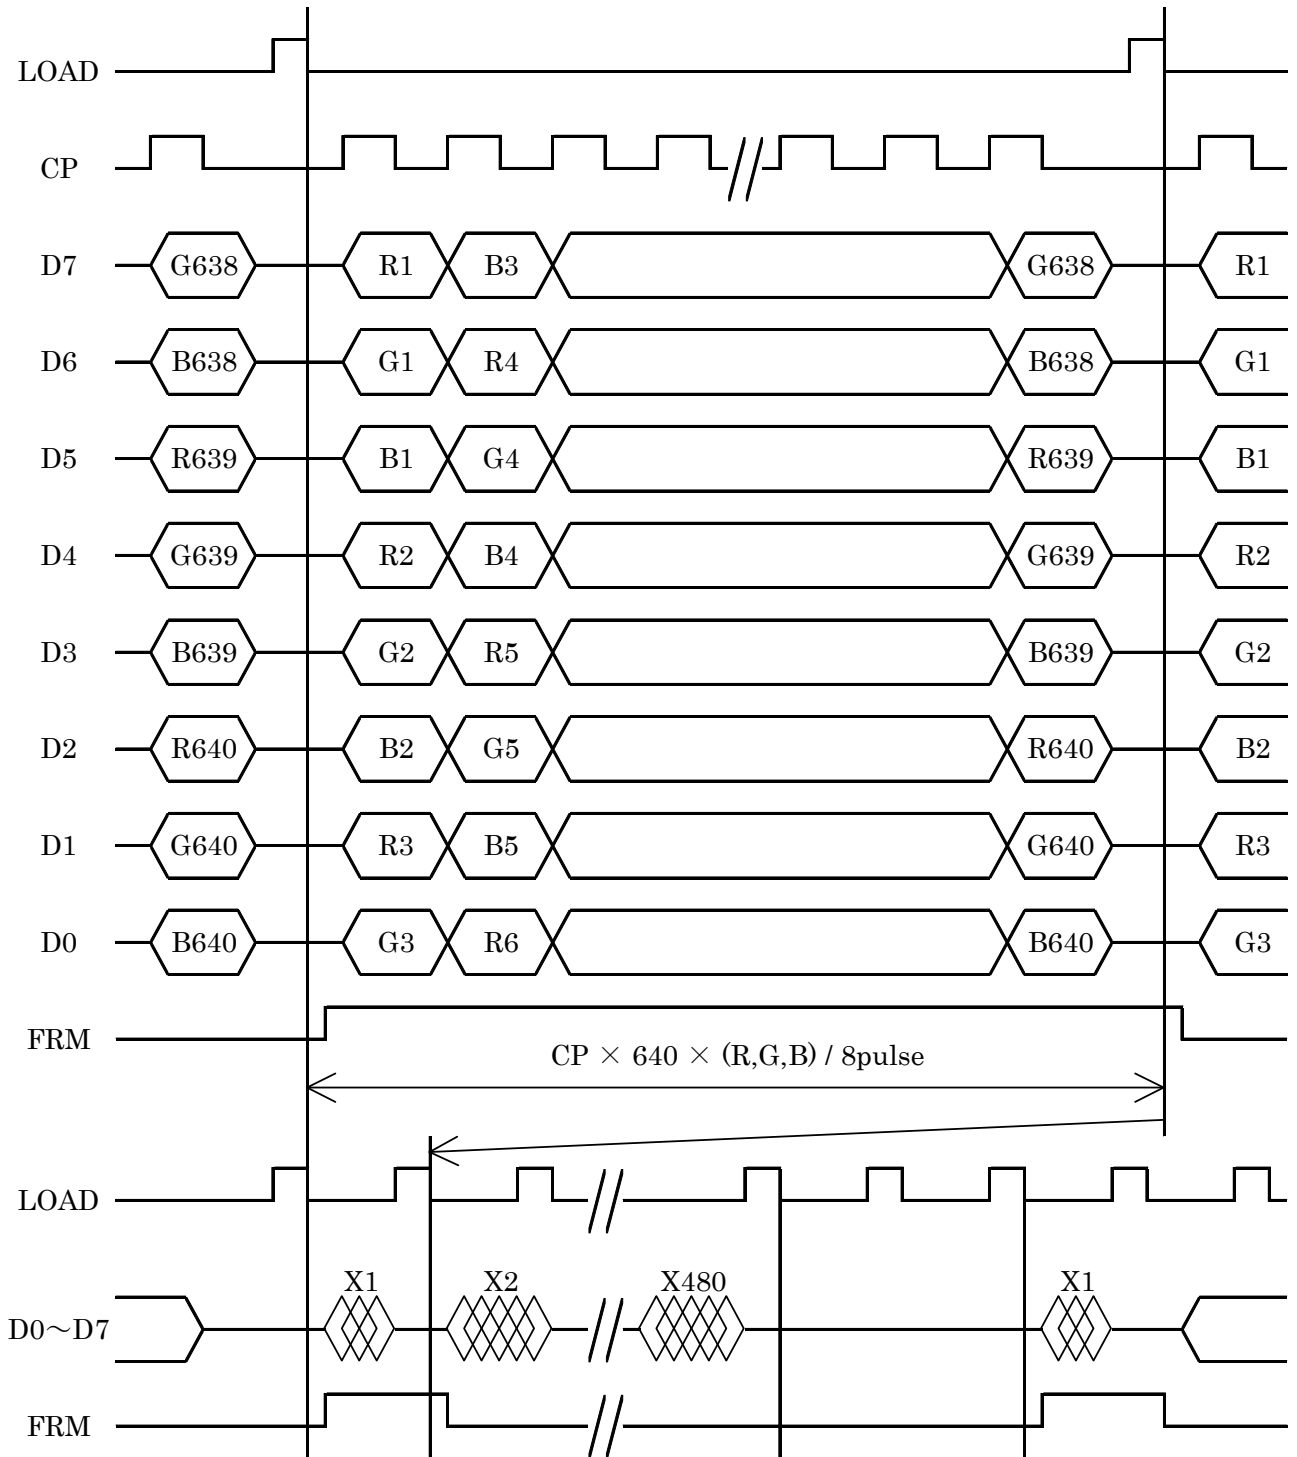 LOAD
CP
D7 G638 R1 B3 G638 R1
D6 B638 G1 R4 B638 G1
D5 R639 B1 G4 R639 B1
D4 G639 R2 B4 G639 R2
D3 B639 G2 R5 B639 G2
D2 R640 B2 G5 R640 B2
D1 G640 R3 B5 G640 R3
D0 B640 G3 R6 B640 G3
FRM
CP × 640 × (R,G,B) / 8pulse
LOAD
X1 X2 X480 X1
D0～D7
FRM